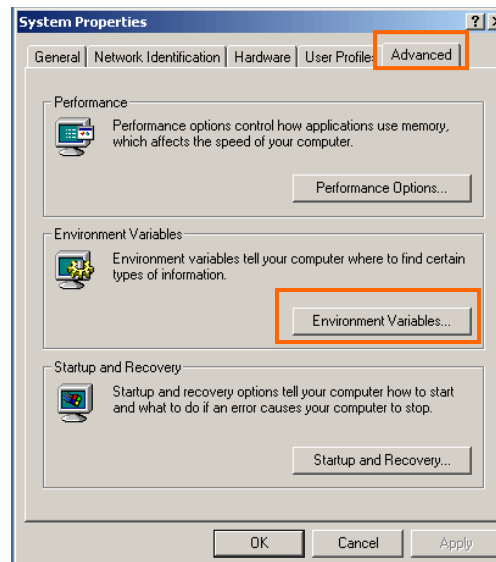 System Properties
General Network Identification Hardware User Profiles Advanced
Performance
Performance options control how applications use memory,
which affects the speed of your computer.
Performance Options...
Environment Variables
Environment variables tell your computer where to find certain
types of information.
Environment Variables...
Startup and Recovery
Startup and recovery options tell your computer how to start
and what to do if an error causes your computer to stop.
Startup and Recovery...
OK Cancel Apply